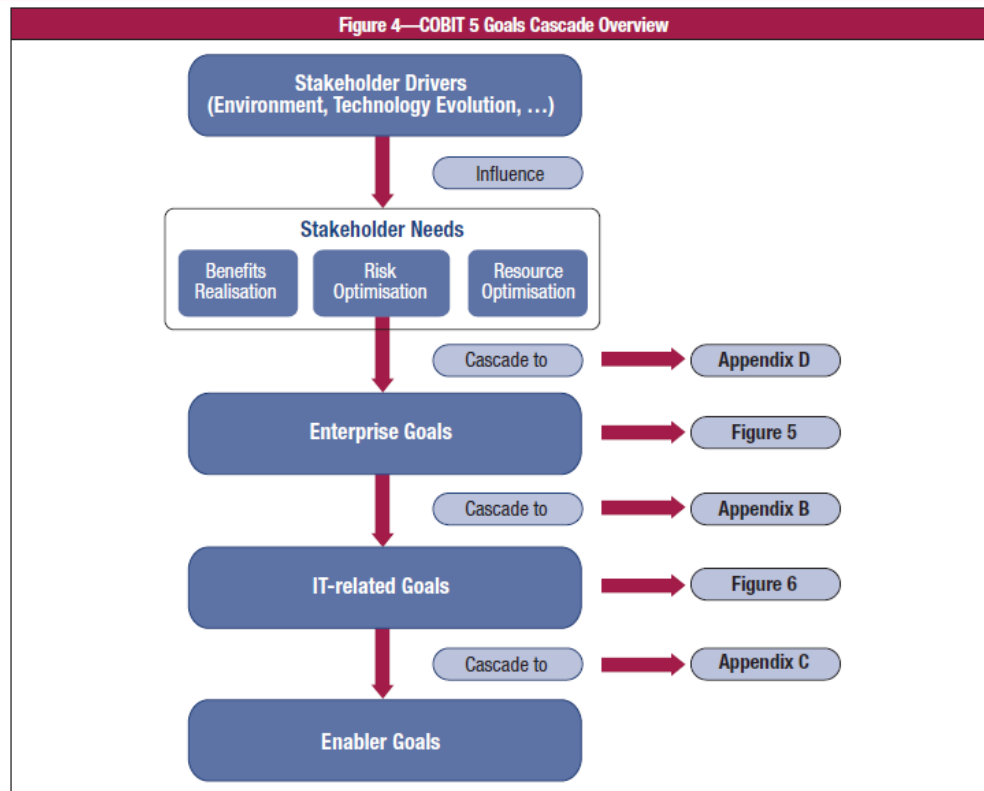 Figure 4—COBIT 5 Goals Cascade Overview
Stakeholder Drivers
(Environment, Technology Evolution, …)
Influence
Stakeholder Needs
Benefits
Realisation
Risk
Optimisation
Resource
Optimisation
Cascade to
Appendix D
Enterprise Goals
Figure 5
Cascade to
Appendix B
IT-related Goals
Figure 6
Cascade to
Appendix C
Enabler Goals